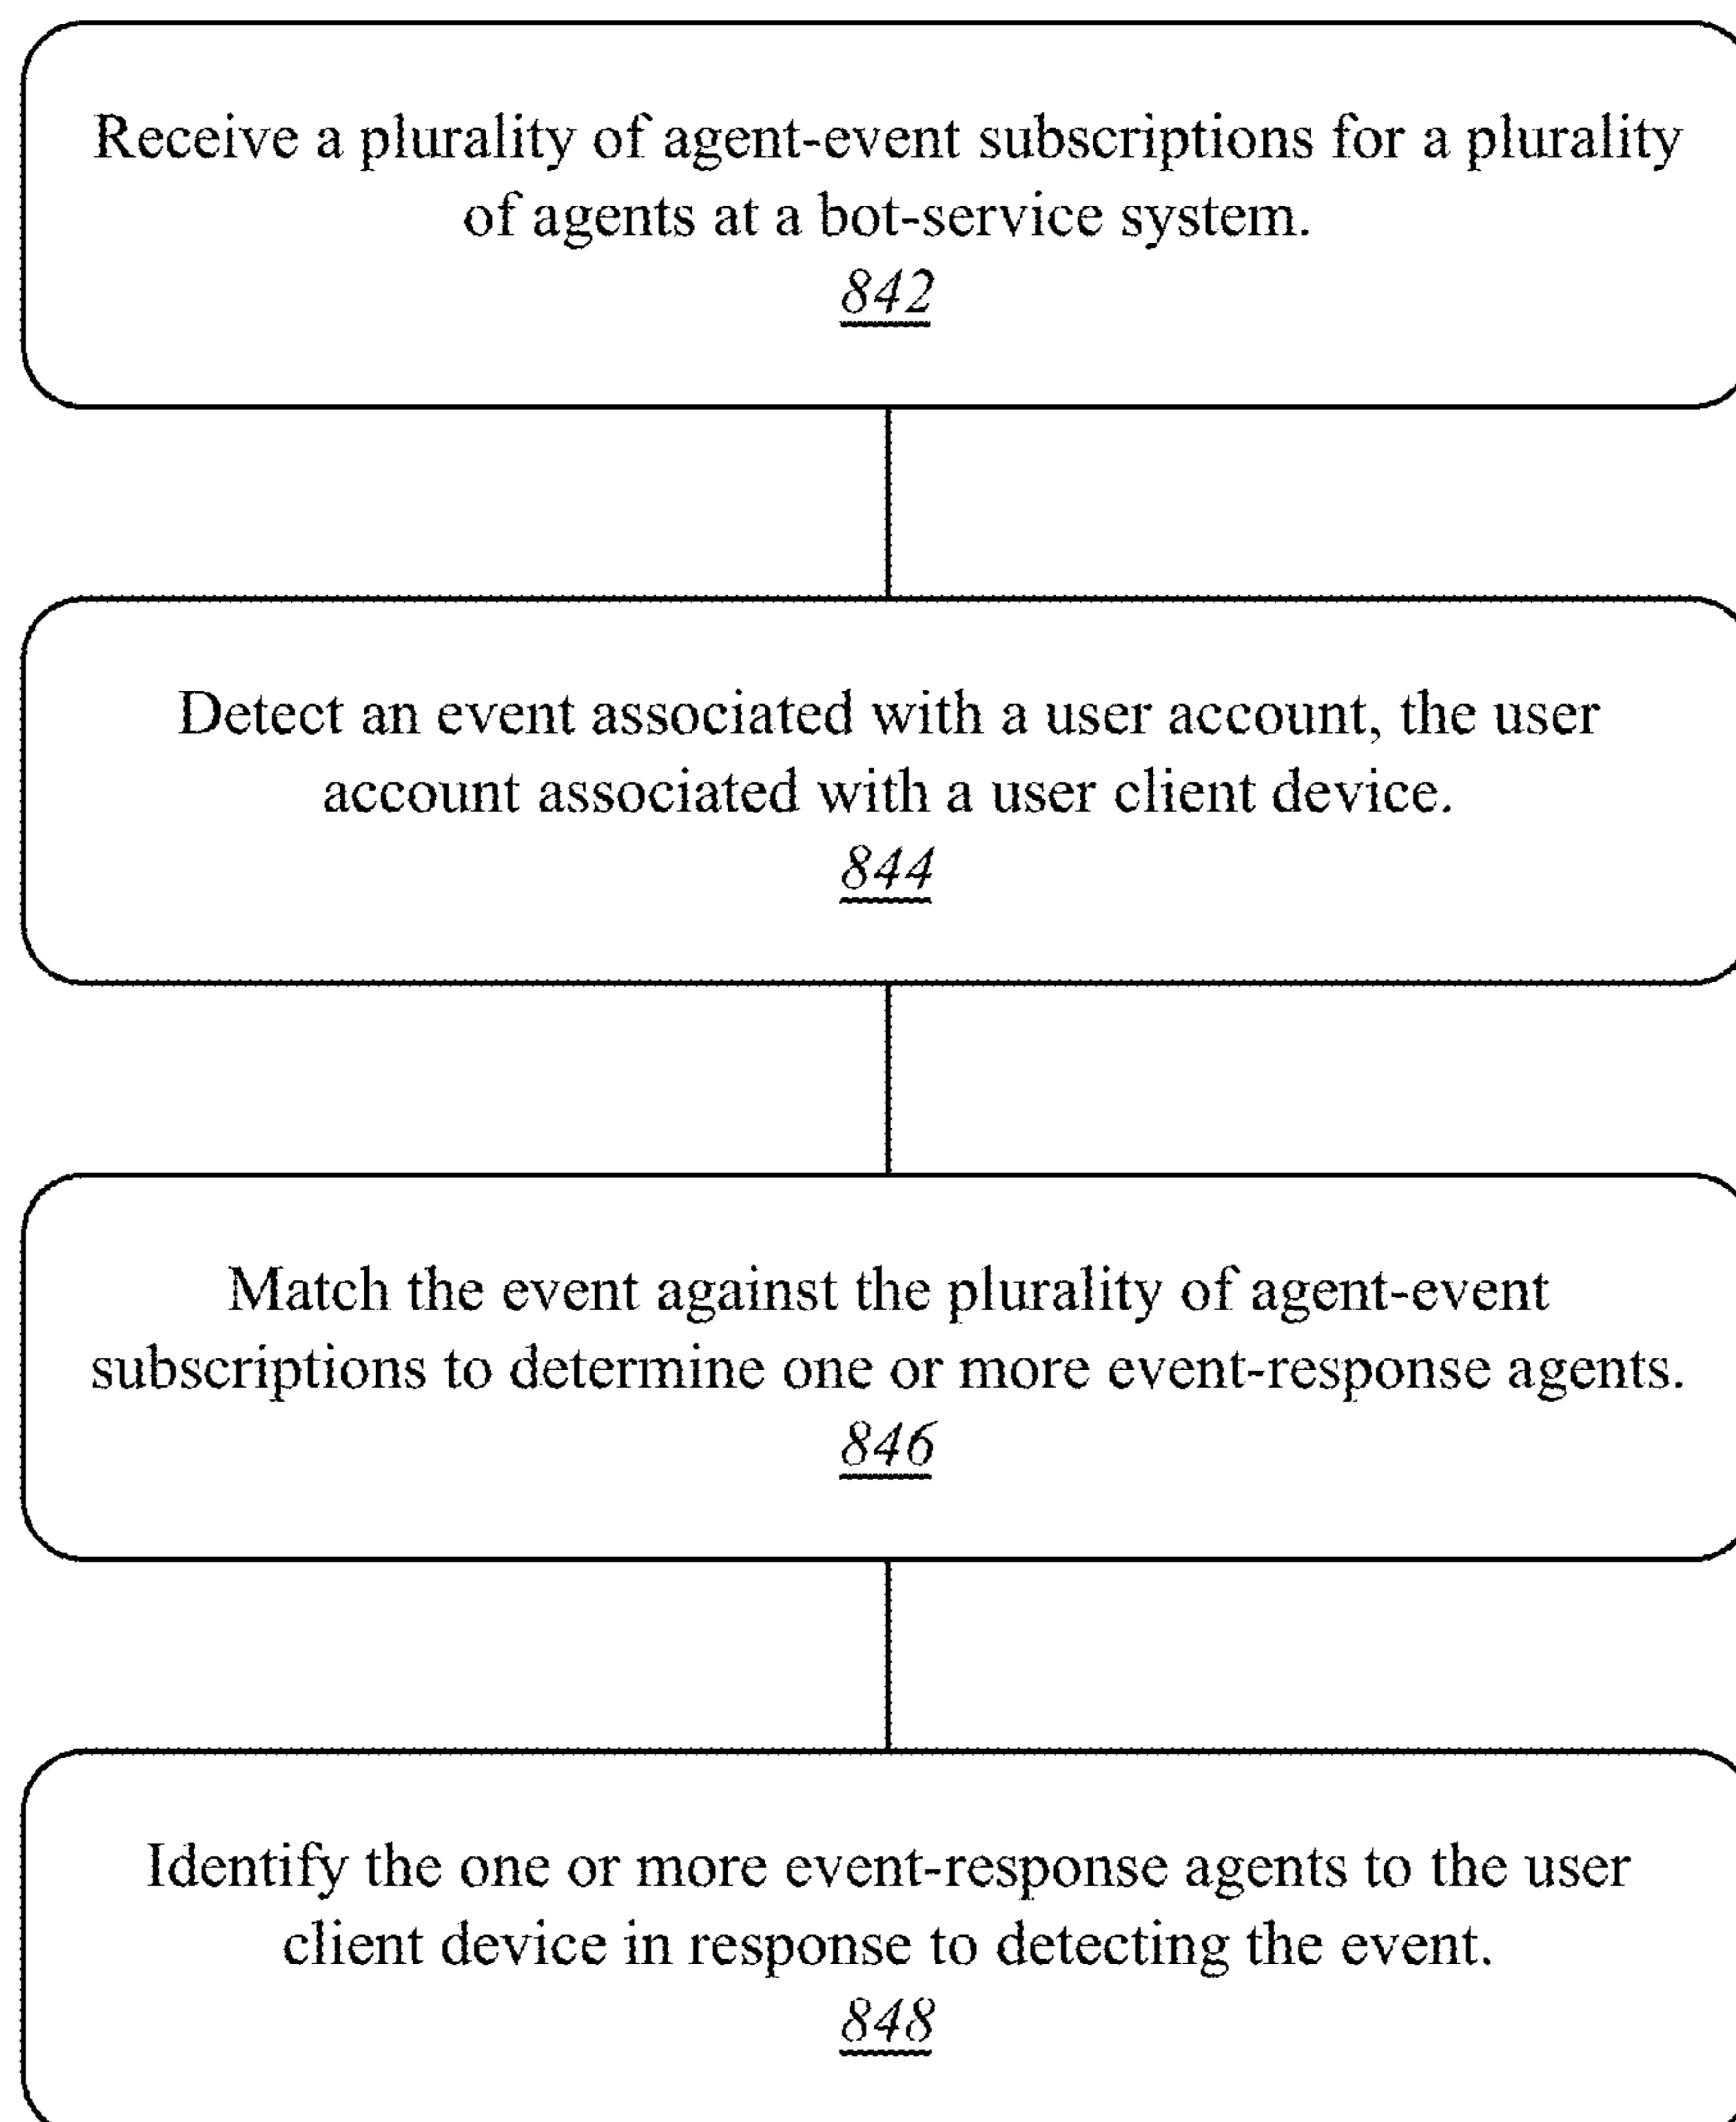 Receive a plurality of agent-event subscriptions for a plurality
of agents at a bot-service system.
842
Detect an event associated with a user account, the user
account associated with a user client device.
844
Match the event against the plurality of agent-event
subscriptions to determine one or more event-response agents.
846
Identify the one or more event-response agents to the user
client device in response to detecting the event.
848